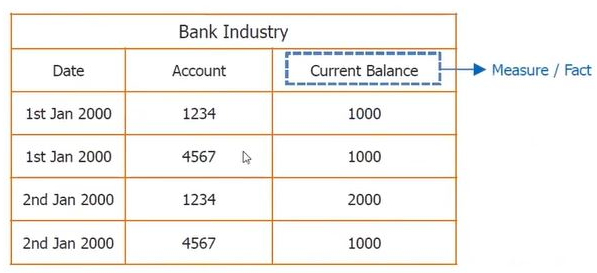 Bank Industry
Date Account Current Balance Measure / Fact
1st Jan 2000 1234 1000
1st Jan 2000 4567 1000
2nd Jan 2000 1234 2000
2nd Jan 2000 4567 1000